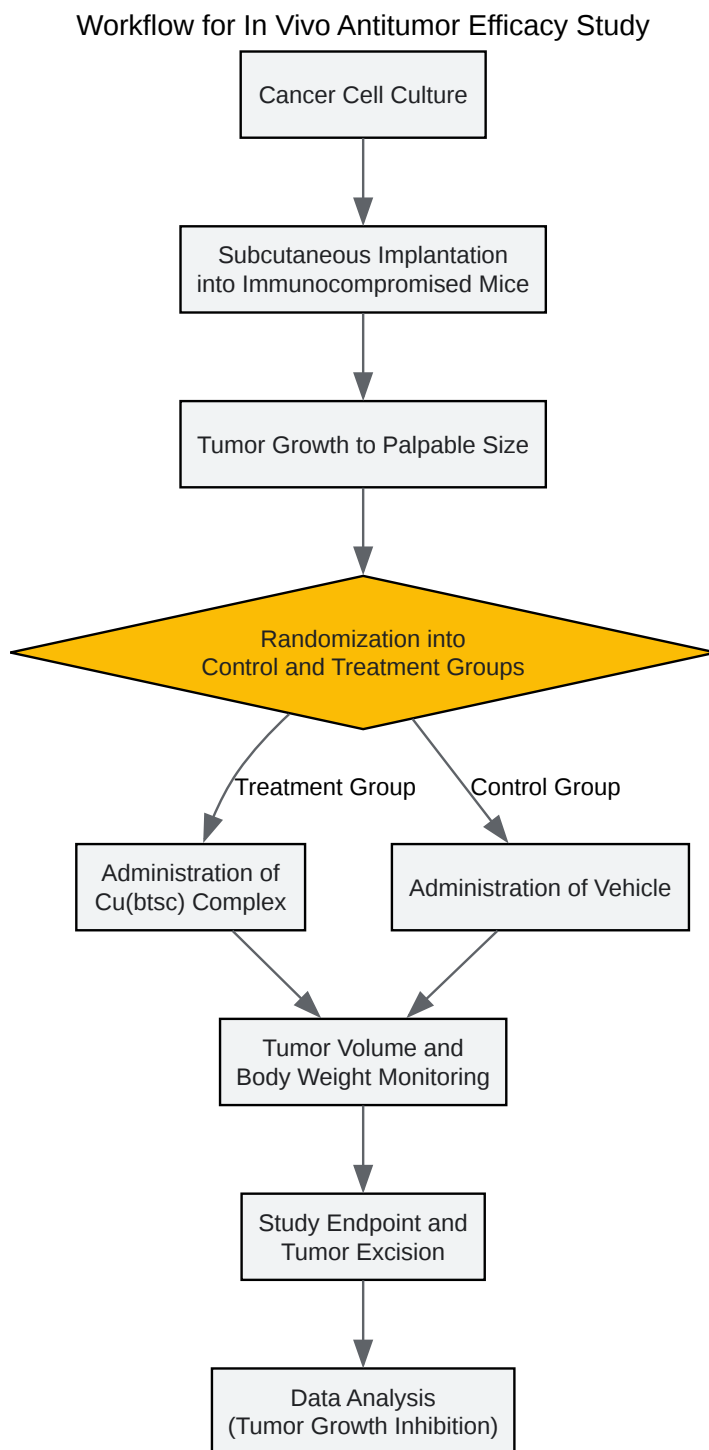 Workflow for In Vivo Antitumor Efficacy Study
Cancer Cell Culture
Subcutaneous Implantation
into Immunocompromised Mice
Tumor Growth to Palpable Size
Randomization into
Control and Treatment Groups
Treatment Group
Control Group
Administration of
Cu(btsc) Complex
Administration of Vehicle
Tumor Volume and
Body Weight Monitoring
Study Endpoint and
Tumor Excision
Data Analysis
(Tumor Growth Inhibition)